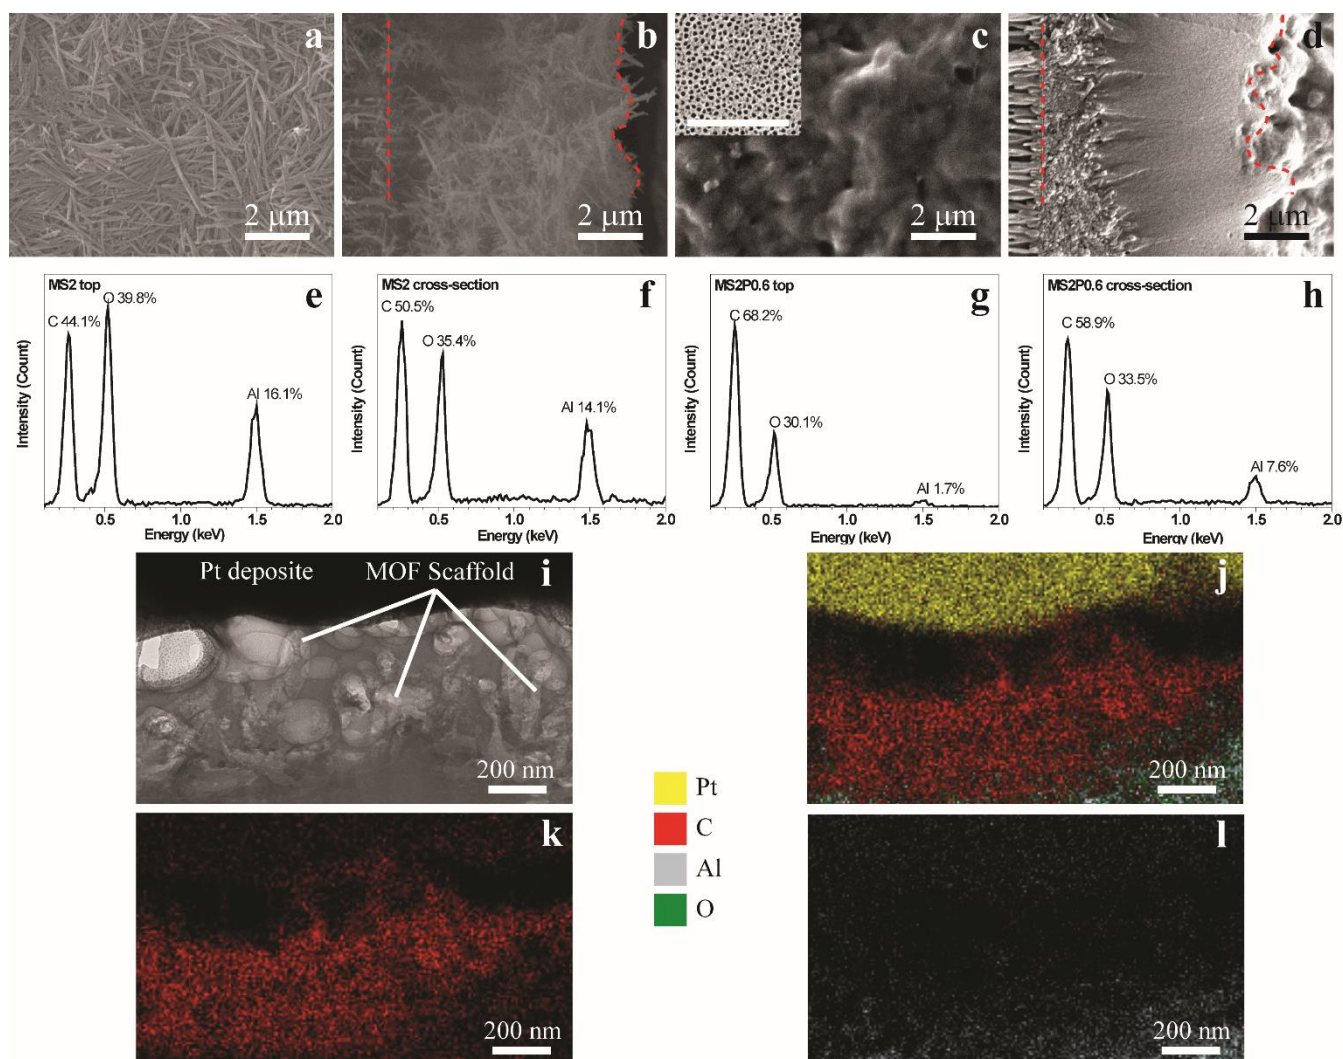 a
b
c
d
2 μm
2 μm
2 μm
2 μm
MS2 top
e
O 39.8%
C 44.1%
Al 16.1%
Intensity (Count)
0.5 1.0 1.5 2.0
Energy (keV)
MS2 cross-section
f
C 50.5%
O 35.4%
Al 14.1%
Intensity (Count)
0.5 1.0 1.5 2.0
Energy (keV)
MS2P0.6 top
g
C 68.2%
O 30.1%
Al 1.7%
Intensity (Count)
0.5 1.0 1.5 2.0
Energy (keV)
MS2P0.6 cross-section
h
C 58.9%
O 33.5%
Al 7.6%
Intensity (Count)
0.5 1.0 1.5 2.0
Energy (keV)
Pt deposite
MOF Scaffold
i
200 nm
j
200 nm
Pt
C
Al
O
k
200 nm
l
200 nm